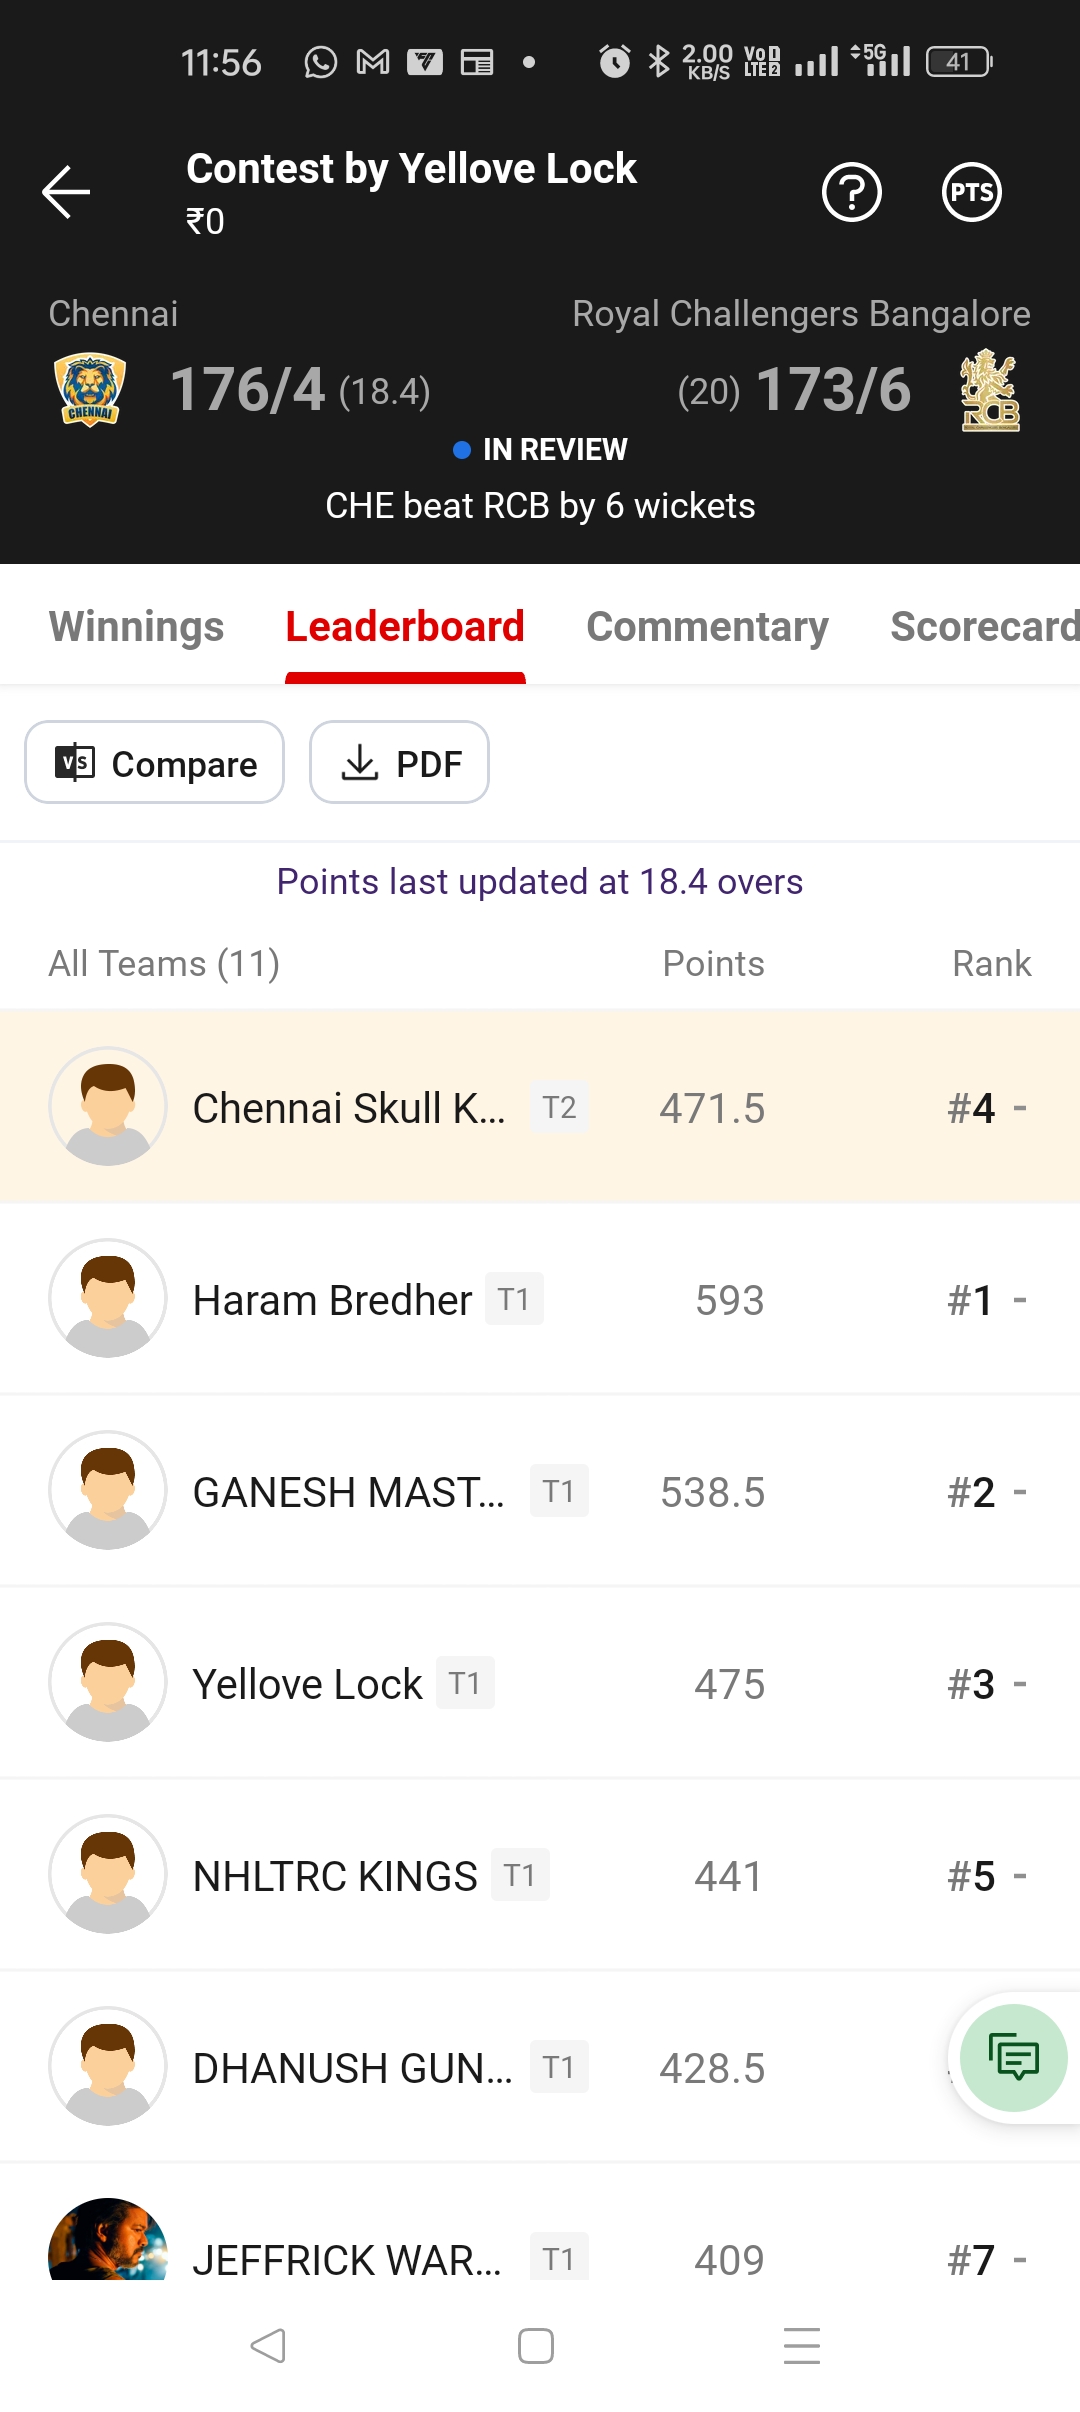 11:56
2.00 KB/S
Vo 1 LTE 2
5G
41
Contest by Yellove Lock
₹0
PTS
Chennai
Royal Challengers Bangalore
CHENNAI
176/4 (18.4)
(20) 173/6
RCB
IN REVIEW
CHE beat RCB by 6 wickets
Winnings
Leaderboard
Commentary
Scorecard
VS Compare
PDF
Points last updated at 18.4 overs
All Teams (11)
Points
Rank
Chennai Skull K... T2 471.5 #4 -
Haram Bredher T1 593 #1 -
GANESH MAST... T1 538.5 #2 -
Yellove Lock T1 475 #3 -
NHLTRC KINGS T1 441 #5 -
DHANUSH GUN... T1 428.5
JEFFRICK WAR... T1 409 #7 -